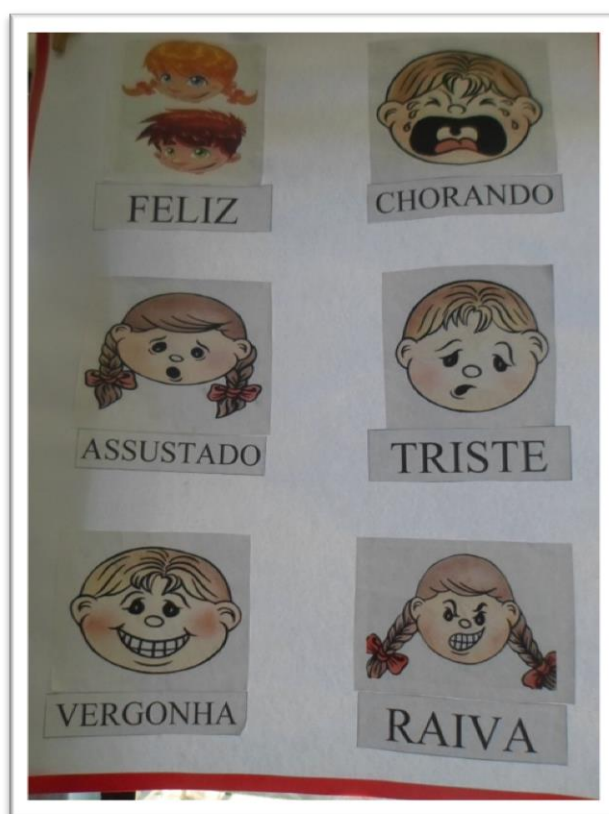 FELIZ
CHORANDO
ASSUSTADO
TRISTE
VERGONHA
RAIVA